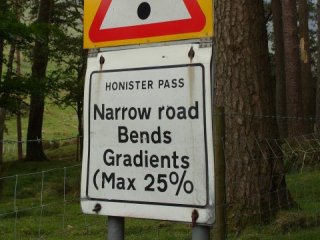 HONISTER PASS
Narrow road
Bends
Gradients
(Max 25%